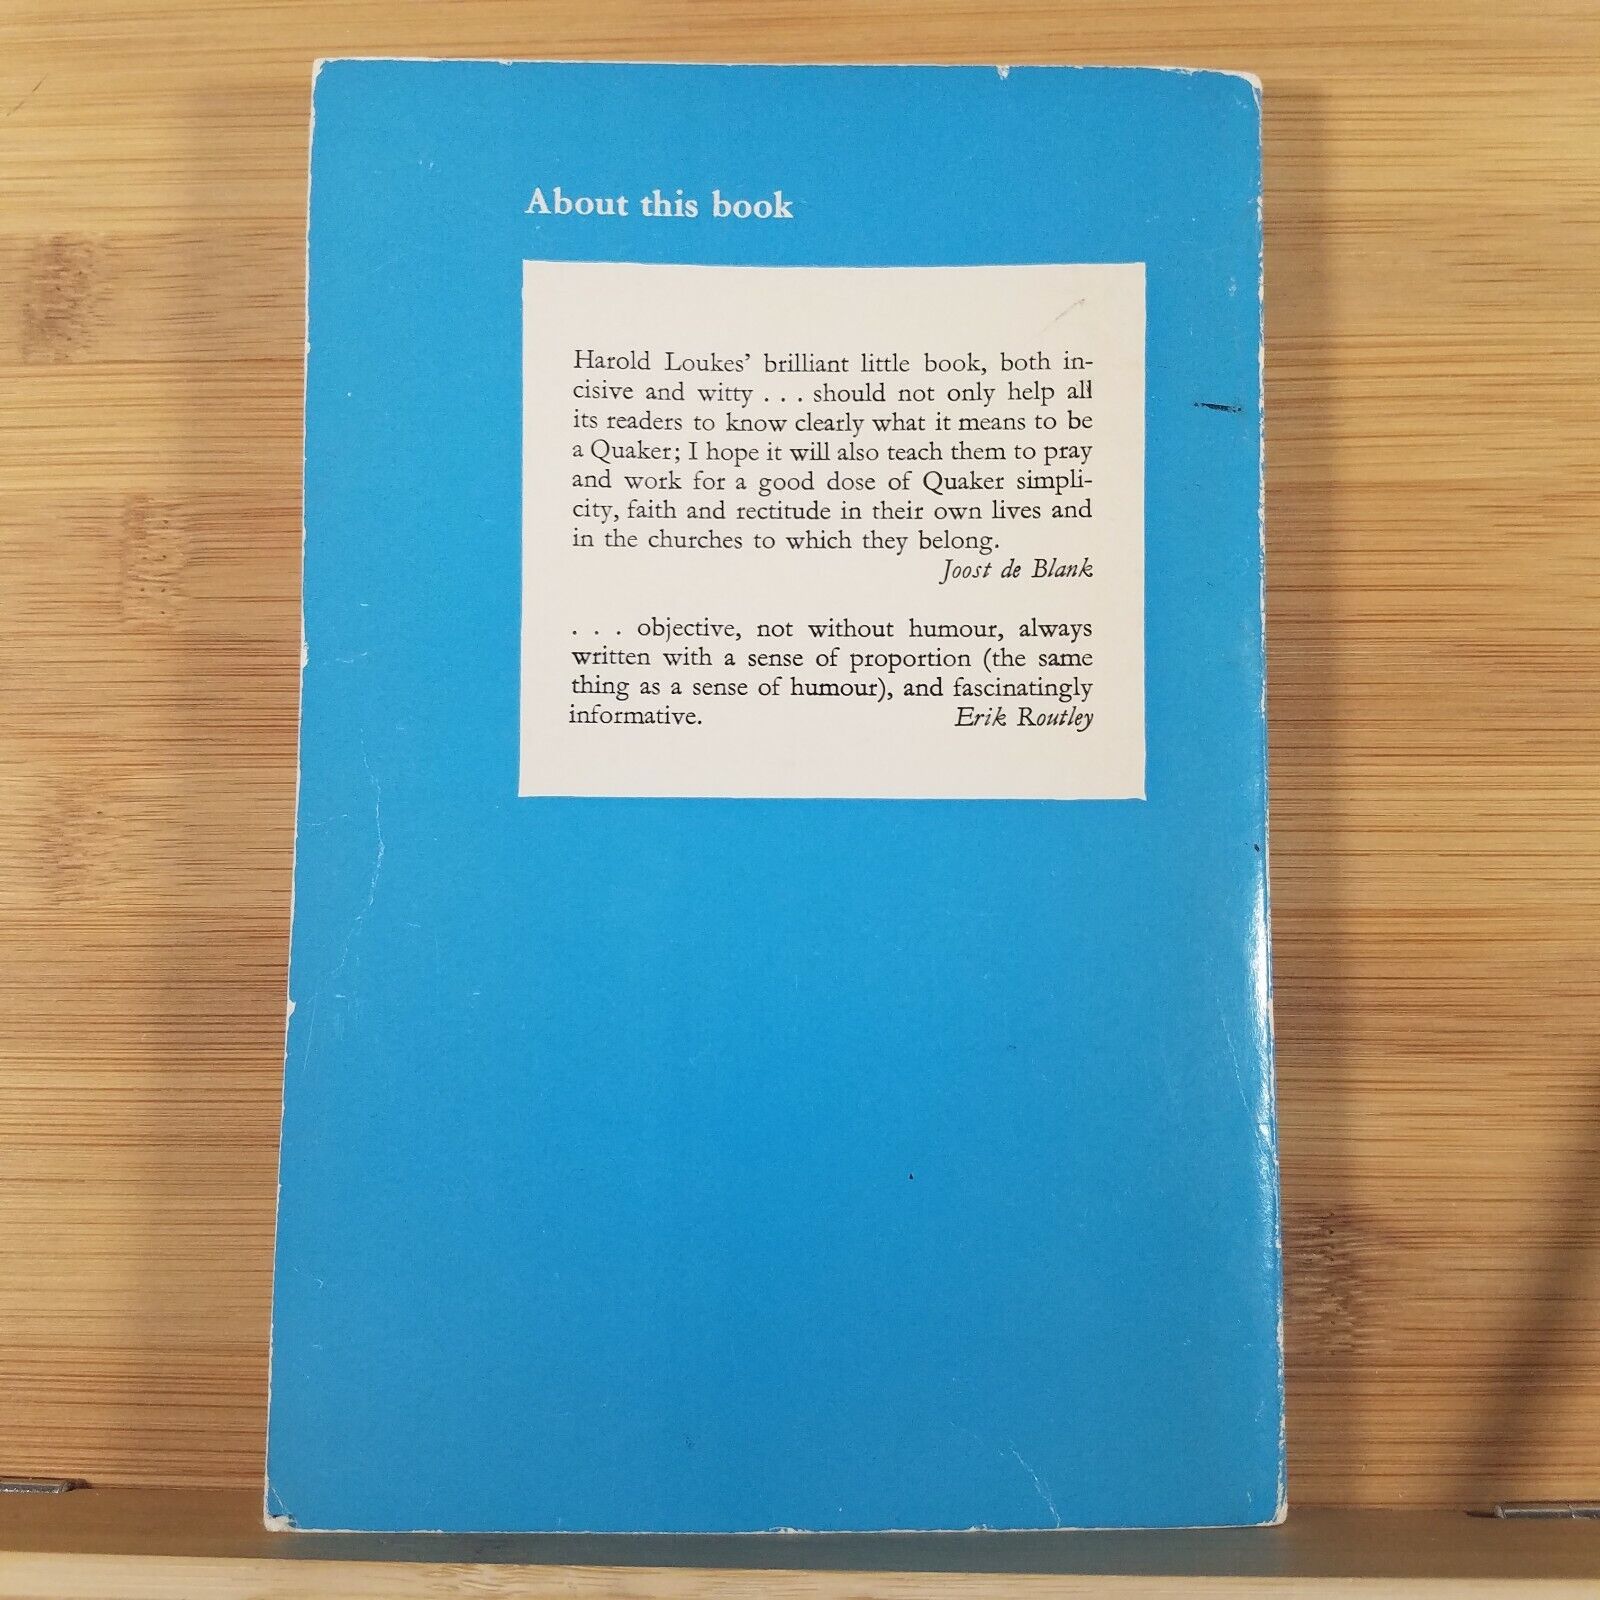 About this book
Harold Loukes’ brilliant little book, both in-
cisive and witty . . . should not only help all
its readers to know clearly what it means to be
a Quaker; I hope it will also teach them to pray
and work for a good dose of Quaker simpli-
city, faith and rectitude in their own lives and
in the churches to which they belong.
Joost de Blank
. . . objective, not without humour, always
written with a sense of proportion (the same
thing as a sense of humour), and fascinatingly
informative. Erik Routley